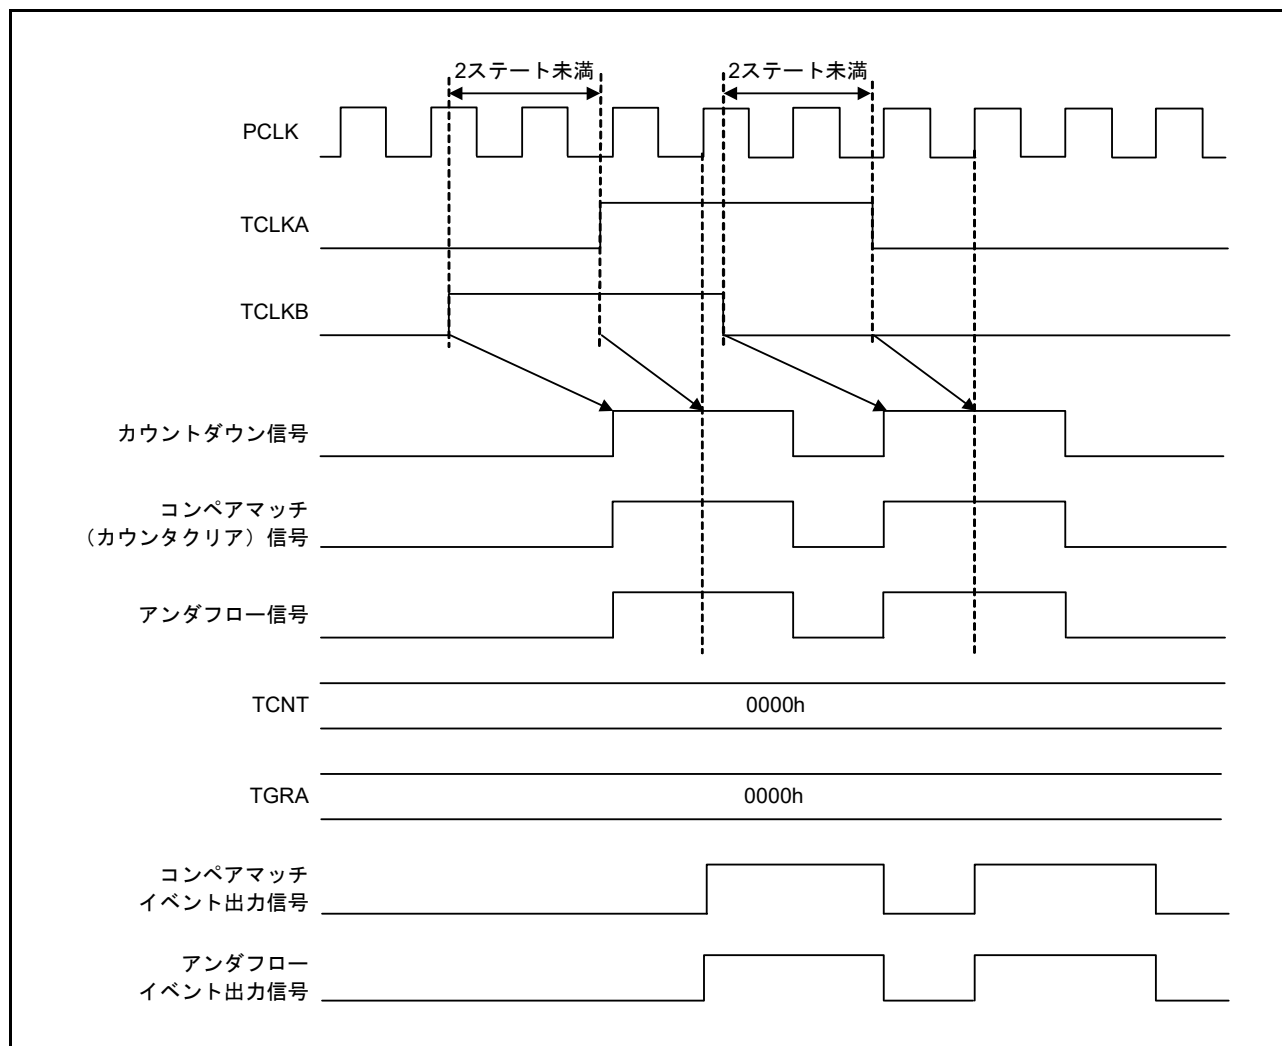 2ステート未満
2ステート未満
PCLK
TCLKA
TCLKB
カウントダウン信号
コンペアマッチ
（カウンタクリア）信号
アンダフロー信号
TCNT
0000h
TGRA
0000h
コンペアマッチ
イベント出力信号
アンダフロー
イベント出力信号